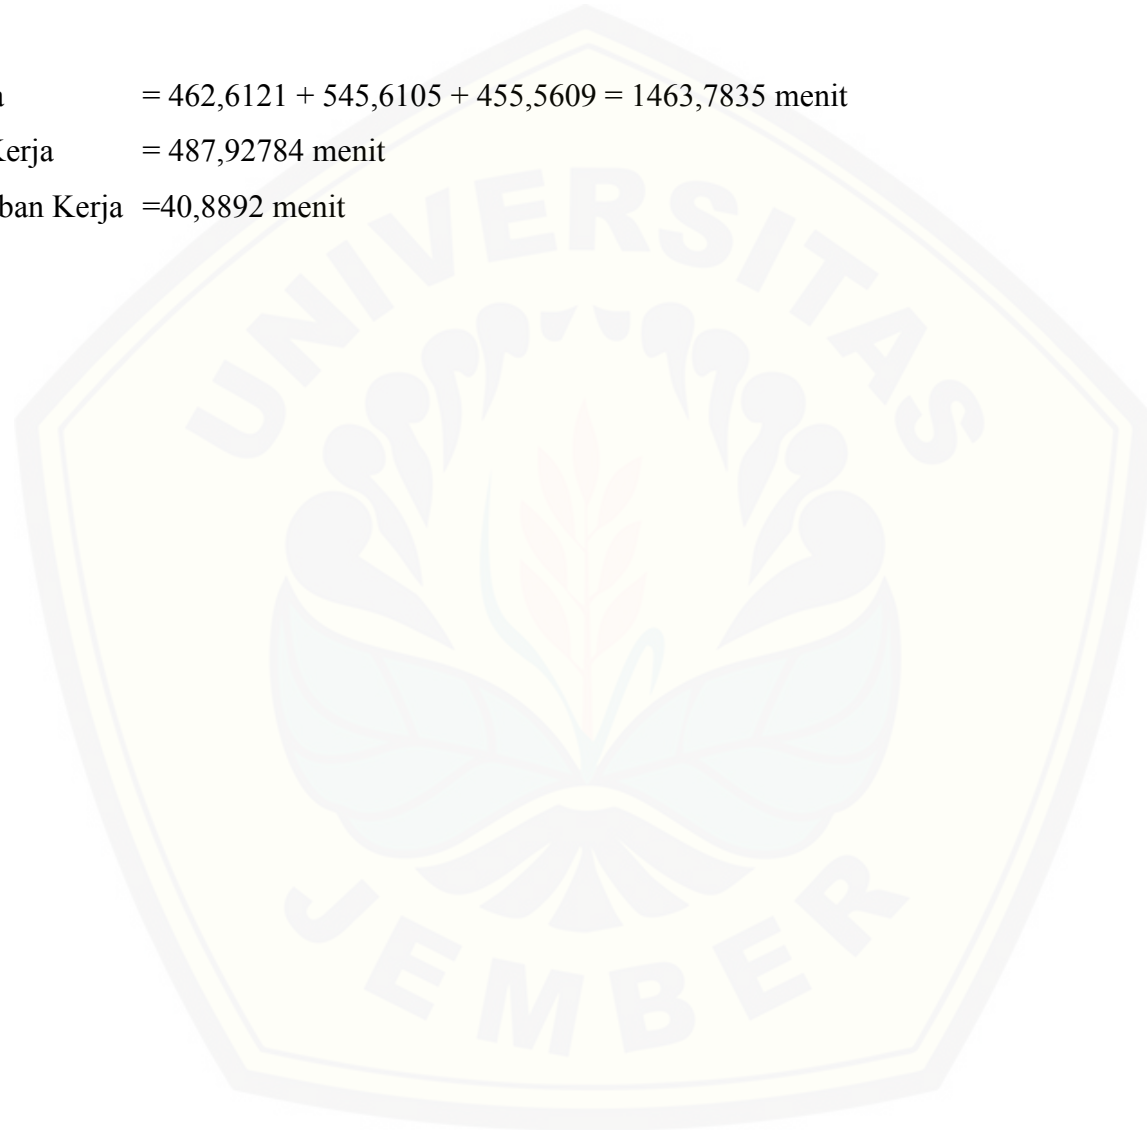 a = 462,6121 + 545,6105 + 455,5609 = 1463,7835 menit
Kerja = 487,92784 menit
ban Kerja =40,8892 menit
UNIVERSITAS
JEMBER